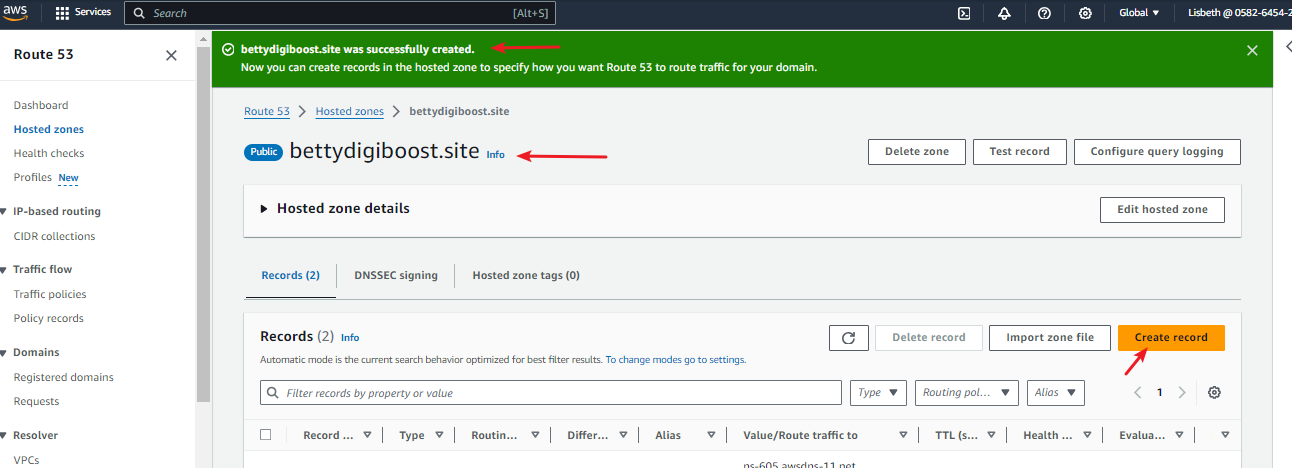 aws
Services
Search
[Alt+S]
Global
Lisbeth @ 0582-6454-2
Route 53
Dashboard
Hosted zones
Health checks
Profiles New
IP-based routing
CIDR collections
Traffic flow
Traffic policies
Policy records
Domains
Registered domains
Requests
Resolver
VPCs
bettydigiboost.site was successfully created.
Now you can create records in the hosted zone to specify how you want Route 53 to route traffic for your domain.
Route 53 > Hosted zones > bettydigiboost.site
Public bettydigiboost.site Info
Delete zone
Test record
Configure query logging
Hosted zone details
Edit hosted zone
Records (2)
DNSSEC signing
Hosted zone tags (0)
Records (2) Info
Delete record
Import zone file
Create record
Automatic mode is the current search behavior optimized for best filter results. To change modes go to settings.
Filter records by property or value
Type
Routing pol...
Alias
1
Record ...
Type
Routin...
Differ...
Alias
Value/Route traffic to
TTL (s...
Health ...
Evalua...
ns-605.awsdns-11.net.